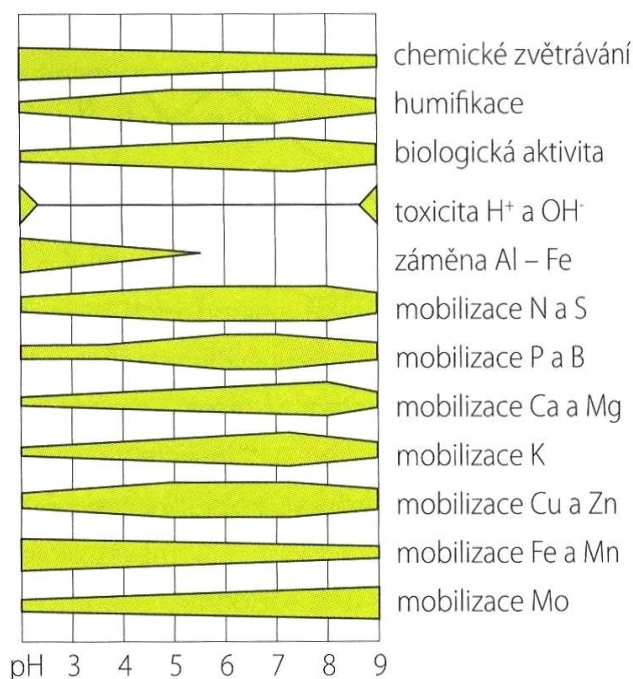 chemické zvětrávání
humifikace
biologická aktivita
toxicita H⁺ a OH⁻
záměna Al – Fe
mobilizace N a S
mobilizace P a B
mobilizace Ca a Mg
mobilizace K
mobilizace Cu a Zn
mobilizace Fe a Mn
mobilizace Mo
pH 3 4 5 6 7 8 9